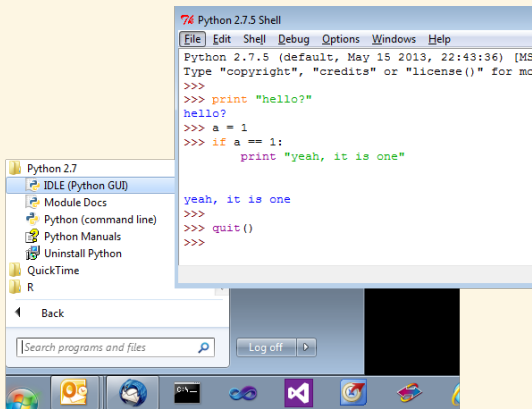 Python 2.7.5 Shell
File Edit Shell Debug Options Windows Help
Python 2.7.5 (default, May 15 2013, 22:43:36) [MS
Type "copyright", "credits" or "license()" for mo
>>>
>>> print "hello?"
hello?
>>> a = 1
>>> if a == 1:
print "yeah, it is one"
yeah, it is one
>>>
>>> quit()
>>>
Python 2.7
IDLE (Python GUI)
Module Docs
Python (command line)
Python Manuals
Uninstall Python
QuickTime
R
Back
Search programs and files
Log off